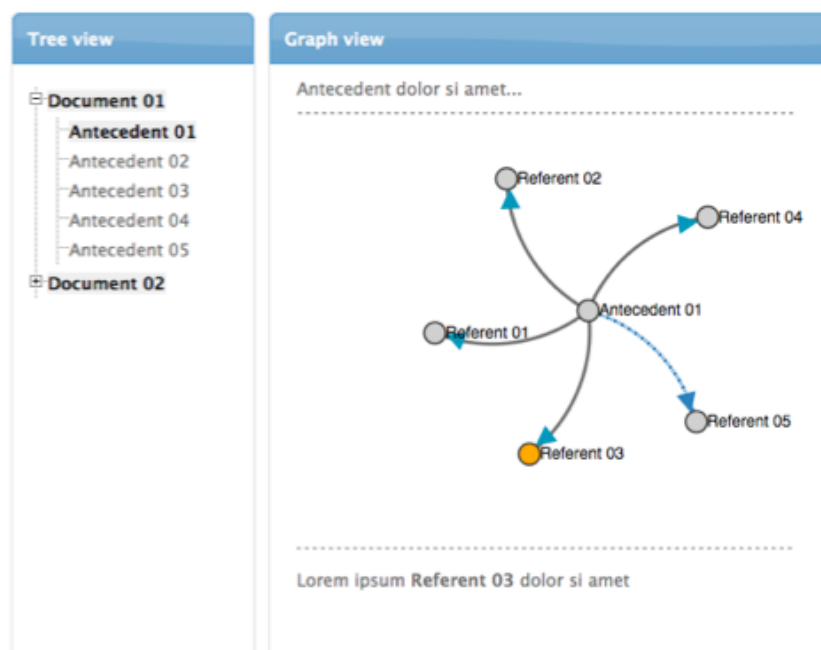 Tree view
Document 01
Antecedent 01
Antecedent 02
Antecedent 03
Antecedent 04
Antecedent 05
Document 02
Graph view
Antecedent dolor si amet...
Referent 02
Referent 04
Antecedent 01
Referent 01
Referent 05
Referent 03
Lorem ipsum Referent 03 dolor si amet